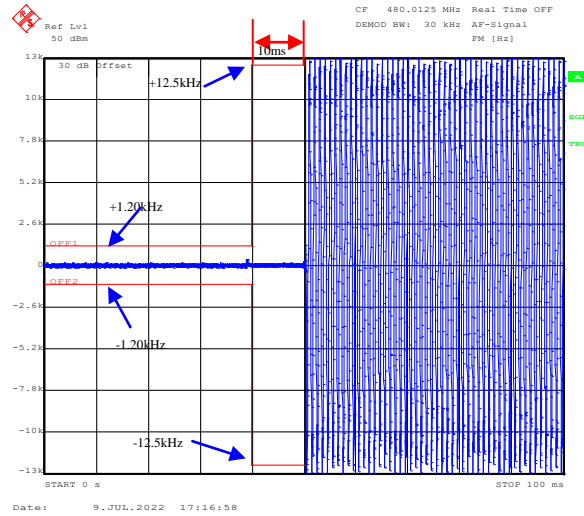 CF 480.0125 MHz Real Time OFF
Ref Lvl
DEMOD BW: 30 kHz AF-Signal
50 dBm
FM [Hz]
10ms
13k
30 dB Offset
A
+12.5kHz
10k
SGL
7.8k
5.2k
+1.20kHz
2.6k
OFF1
0
OFF2
-2.6k
-1.20kHz
-5.2k
-7.8k
-10k
-12.5kHz
-13k
START 0 s
STOP 100 ms
Date: 9.JUL.2022 17:16:58